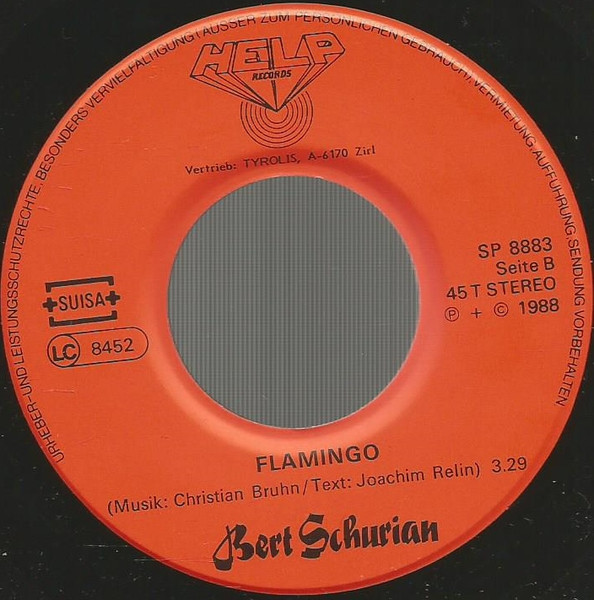 URHEBER-UND LEISTUNGSSCHUTZRECHTE, BESONDERS VERVIELFÄLTIGUNG (AUSSER ZUM PERSÖNLICHEN GEBRAUCH), VERMIETUNG, AUFFÜHRUNG, SENDUNG VORBEHALTEN
HELP
RECORDS
Vertrieb: TYROLIS, A-6170 Zirl
SP 8883
Seite B
45 T STEREO
℗ + © 1988
+SUISA+
LC 8452
FLAMINGO
(Musik: Christian Bruhn/Text: Joachim Relin) 3.29
Bert Schurian